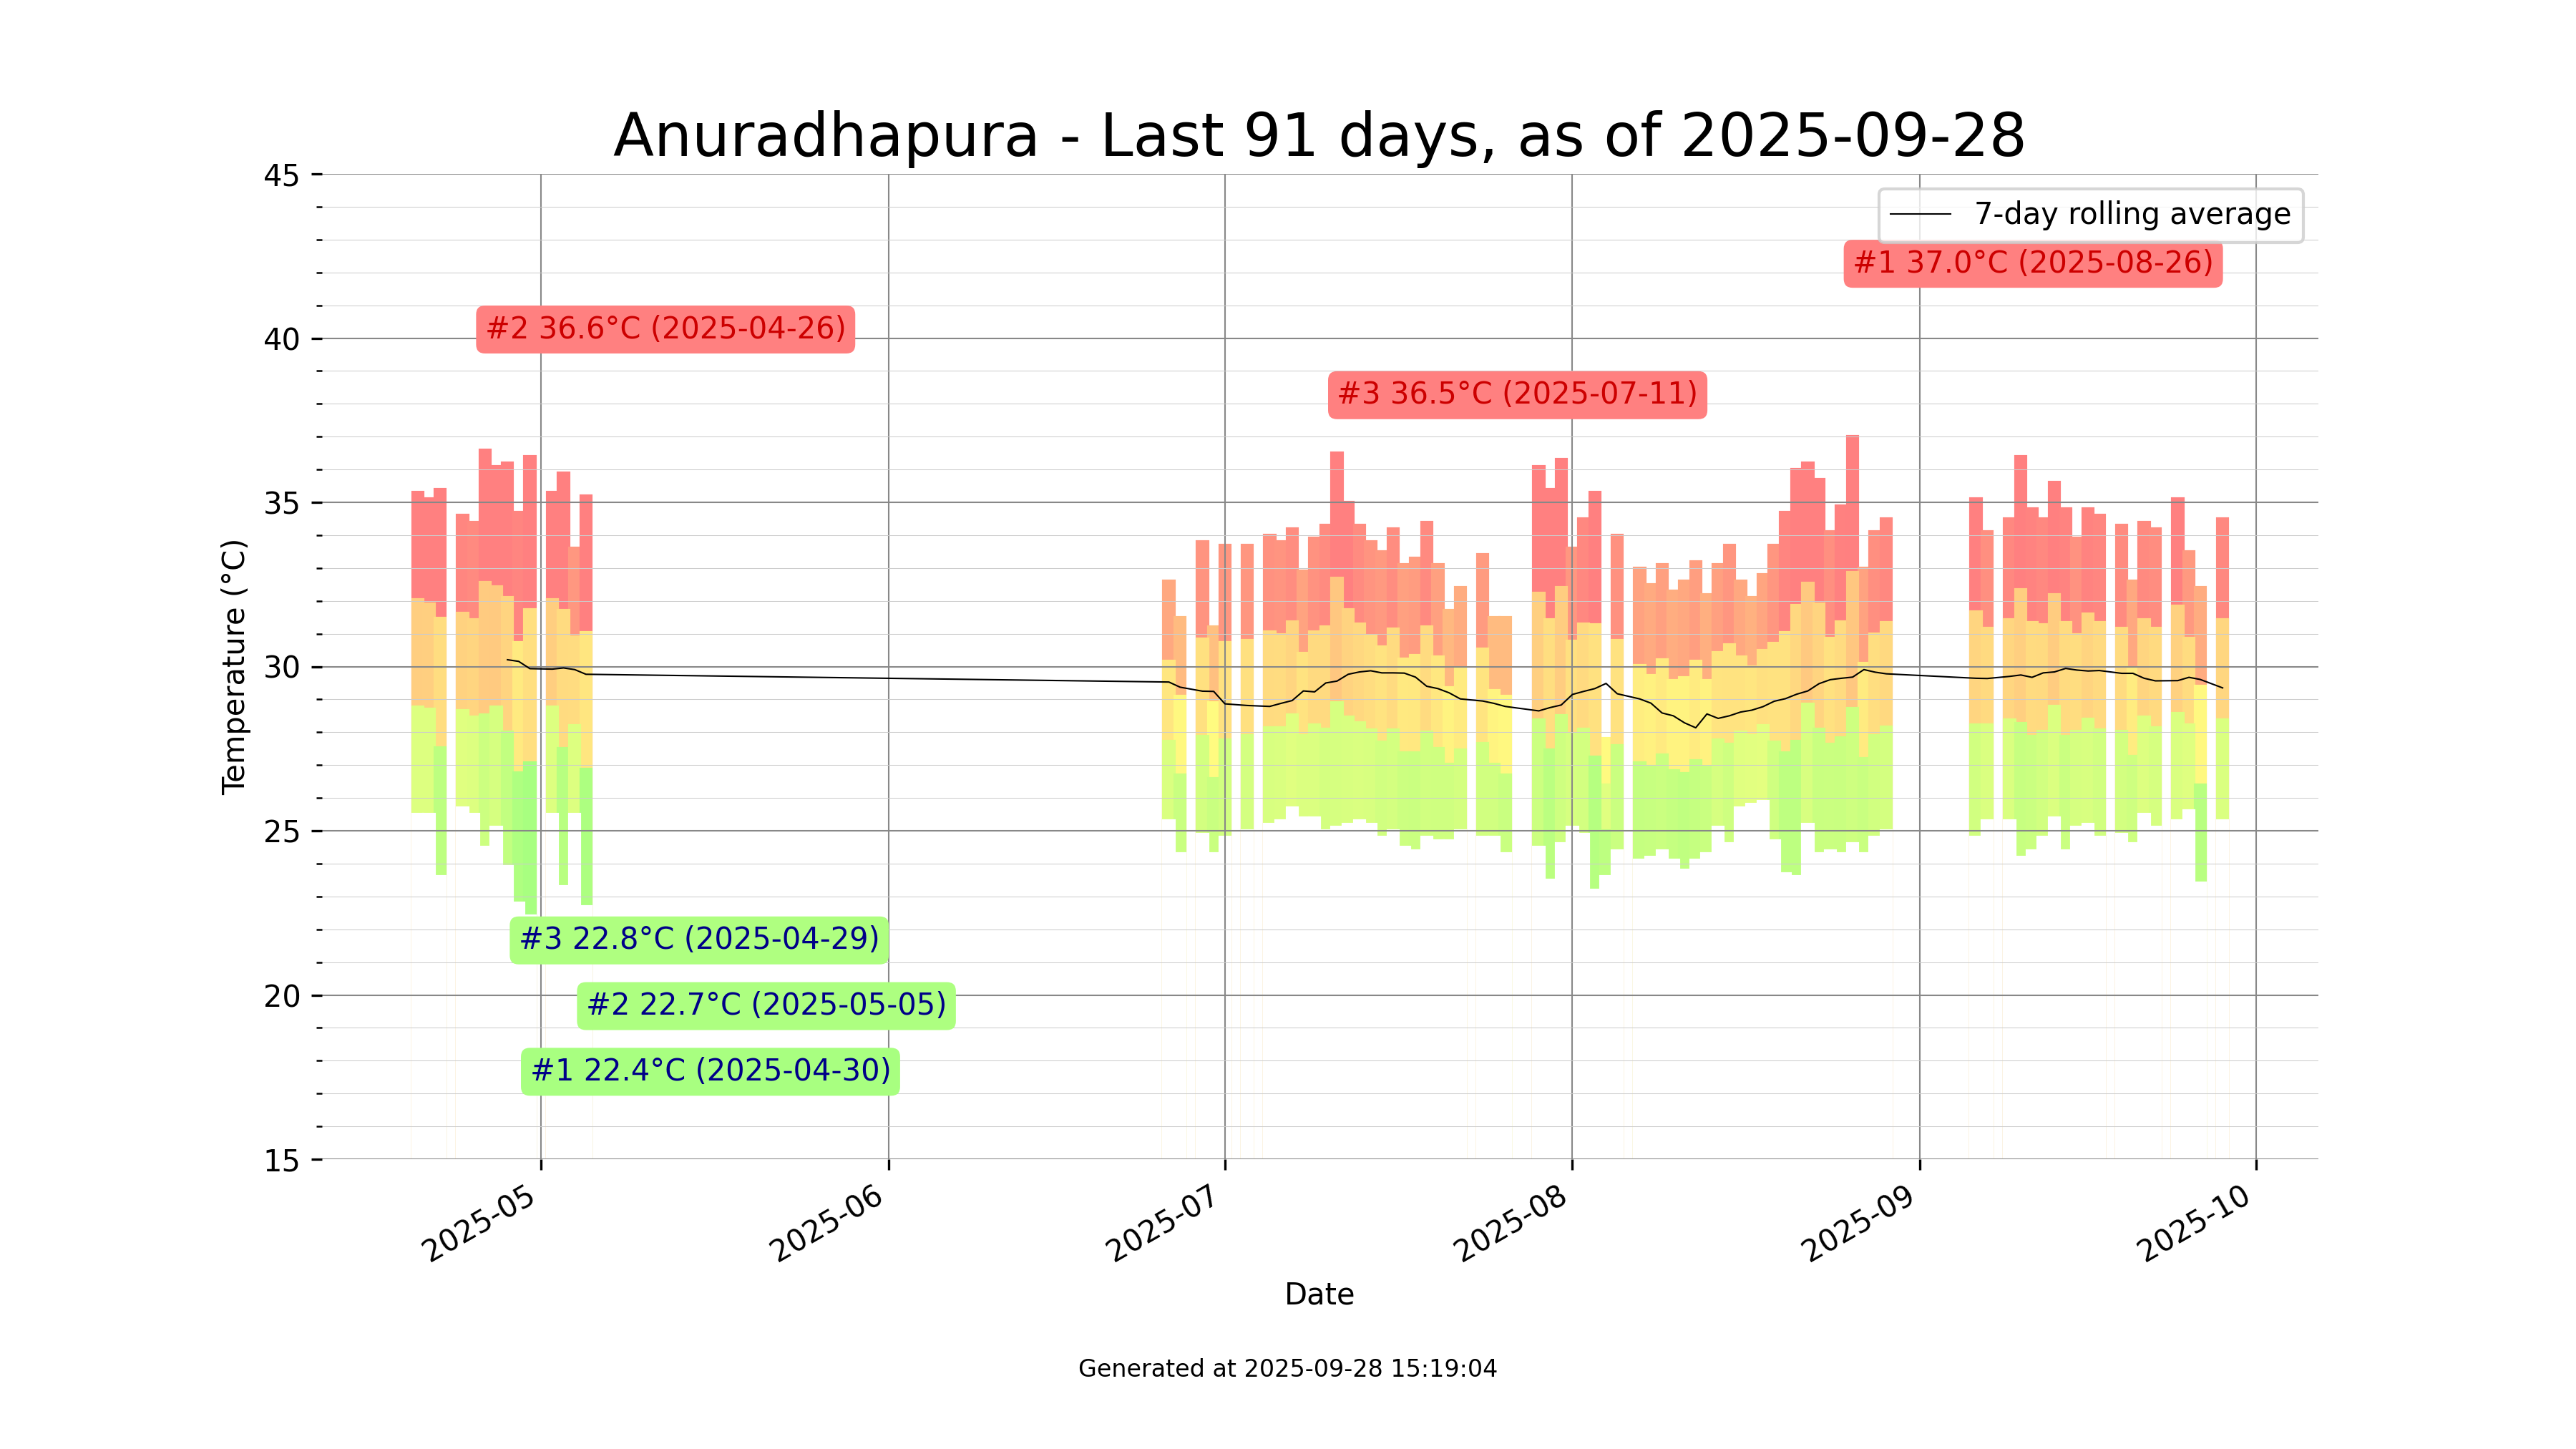 Anuradhapura - Last 91 days, as of 2025-09-28
7-day rolling average
#1 37.0°C (2025-08-26)
#2 36.6°C (2025-04-26)
#3 36.5°C (2025-07-11)
#3 22.8°C (2025-04-29)
#2 22.7°C (2025-05-05)
#1 22.4°C (2025-04-30)
Temperature (°C)
45
40
35
30
25
20
15
2025-05
2025-06
2025-07
2025-08
2025-09
2025-10
Date
Generated at 2025-09-28 15:19:04